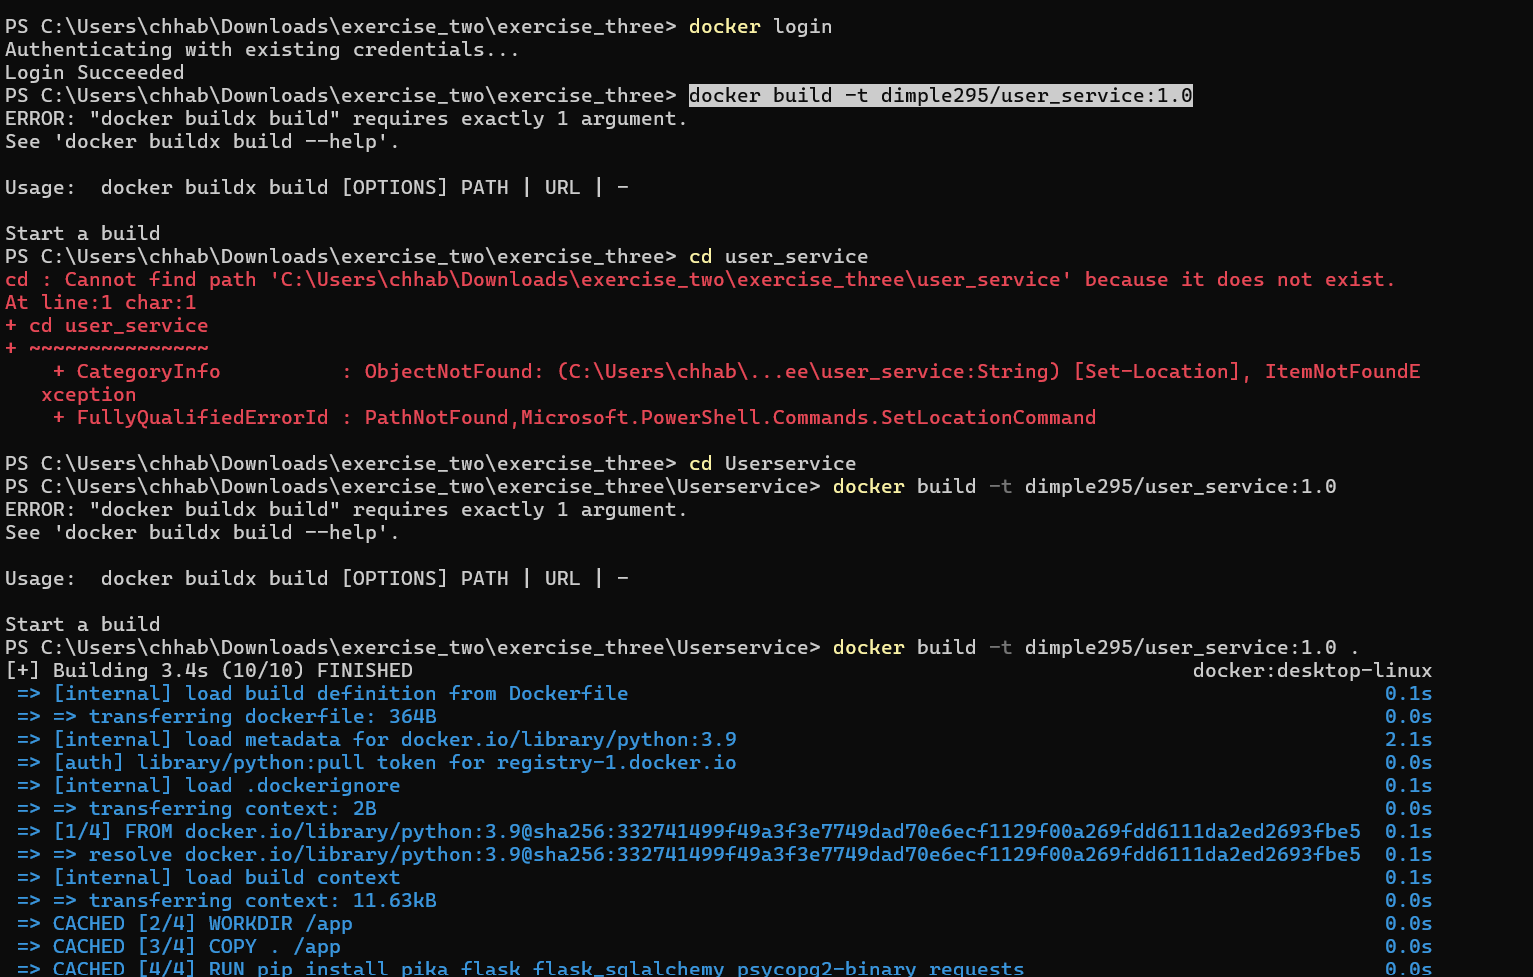 PS C:\Users\chhab\Downloads\exercise_two\exercise_three> docker login
Authenticating with existing credentials...
Login Succeeded
PS C:\Users\chhab\Downloads\exercise_two\exercise_three> docker build -t dimple295/user_service:1.0
ERROR: "docker buildx build" requires exactly 1 argument.
See 'docker buildx build --help'.
Usage:  docker buildx build [OPTIONS] PATH | URL | -
Start a build
PS C:\Users\chhab\Downloads\exercise_two\exercise_three> cd user_service
cd : Cannot find path 'C:\Users\chhab\Downloads\exercise_two\exercise_three\user_service' because it does not exist.
At line:1 char:1
+ cd user_service
+ ~~~~~~~~~~~~~~~
    + CategoryInfo          : ObjectNotFound: (C:\Users\chhab\...ee\user_service:String) [Set-Location], ItemNotFoundE
   xception
    + FullyQualifiedErrorId : PathNotFound,Microsoft.PowerShell.Commands.SetLocationCommand
PS C:\Users\chhab\Downloads\exercise_two\exercise_three> cd Userservice
PS C:\Users\chhab\Downloads\exercise_two\exercise_three\Userservice> docker build -t dimple295/user_service:1.0
ERROR: "docker buildx build" requires exactly 1 argument.
See 'docker buildx build --help'.
Usage:  docker buildx build [OPTIONS] PATH | URL | -
Start a build
PS C:\Users\chhab\Downloads\exercise_two\exercise_three\Userservice> docker build -t dimple295/user_service:1.0 .
[+] Building 3.4s (10/10) FINISHED                                                                 docker:desktop-linux
 => [internal] load build definition from Dockerfile                                                               0.1s
 => => transferring dockerfile: 364B                                                                               0.0s
 => [internal] load metadata for docker.io/library/python:3.9                                                      2.1s
 => [auth] library/python:pull token for registry-1.docker.io                                                      0.0s
 => [internal] load .dockerignore                                                                                  0.1s
 => => transferring context: 2B                                                                                    0.0s
 => [1/4] FROM docker.io/library/python:3.9@sha256:332741499f49a3f3e7749dad70e6ecf1129f00a269fdd6111da2ed2693fbe5  0.1s
 => => resolve docker.io/library/python:3.9@sha256:332741499f49a3f3e7749dad70e6ecf1129f00a269fdd6111da2ed2693fbe5  0.1s
 => [internal] load build context                                                                                  0.1s
 => => transferring context: 11.63kB                                                                               0.0s
 => CACHED [2/4] WORKDIR /app                                                                                      0.0s
 => CACHED [3/4] COPY . /app                                                                                       0.0s
 => CACHED [4/4] RUN pip install pika flask flask_sqlalchemy psycopg2-binary requests                              0.0s